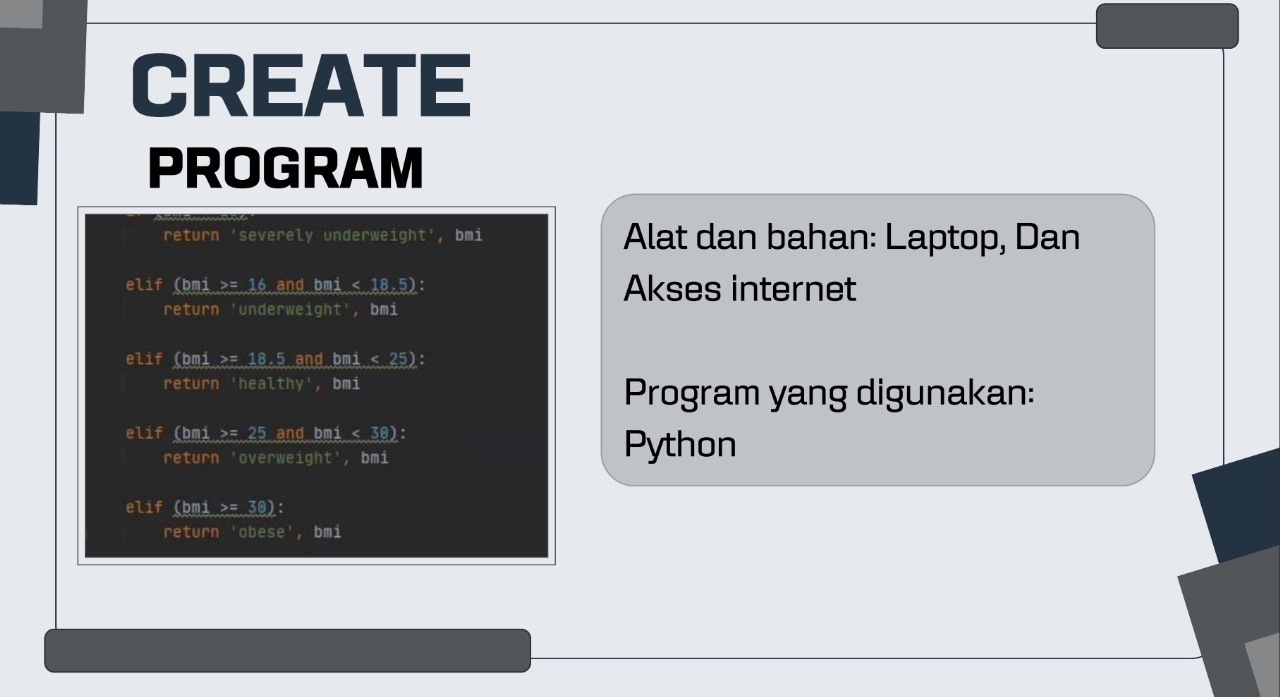 CREATE
PROGRAM
return 'severely underweight', bmi
elif (bmi >= 16 and bmi < 18.5):
return 'underweight', bmi
elif (bmi >= 18.5 and bmi < 25):
return 'healthy', bmi
elif (bmi >= 25 and bmi < 30):
return 'overweight', bmi
elif (bmi >= 30):
return 'obese', bmi
Alat dan bahan: Laptop, Dan
Akses internet
Program yang digunakan:
Python